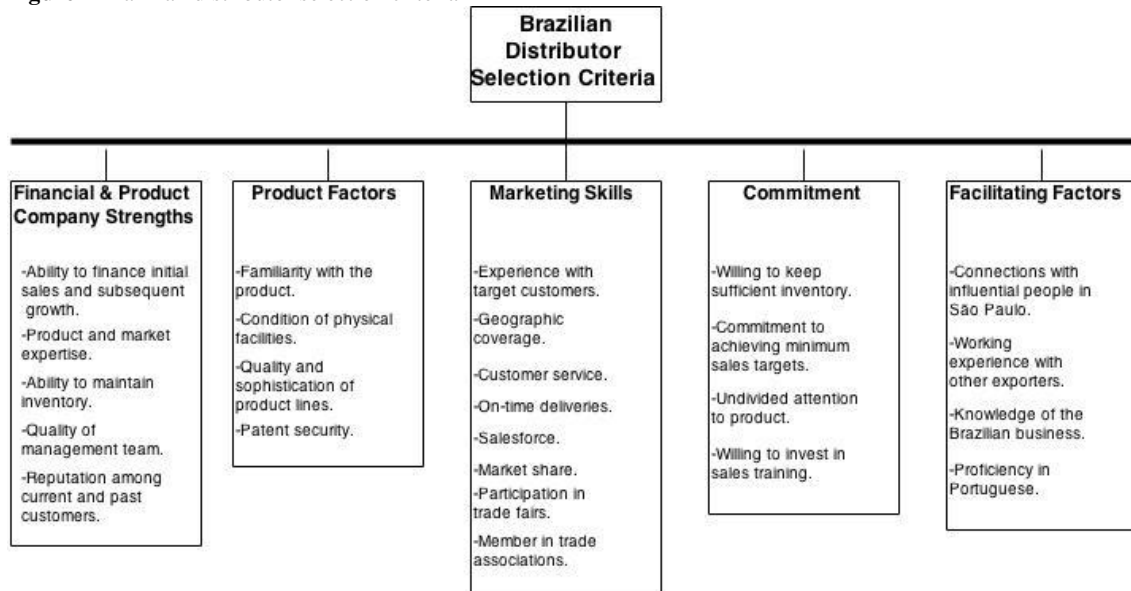 Brazilian
Distributor
Selection Criteria
Financial & Product
Company Strengths
-Ability to finance initial
sales and subsequent
growth.
-Product and market
expertise.
-Ability to maintain
inventory.
-Quality of
management team.
-Reputation among
current and past
customers.
Product Factors
-Familiarity with the
product.
-Condition of physical
facilities.
-Quality and
sophistication of
product lines.
-Patent security.
Marketing Skills
-Experience with
target customers.
-Geographic
coverage.
-Customer service.
-On-time deliveries.
-Salesforce.
-Market share.
-Participation in
trade fairs.
-Member in trade
associations.
Commitment
-Willing to keep
sufficient inventory.
-Commitment to
achieving minimum
sales targets.
-Undivided attention
to product.
-Willing to invest in
sales training.
Facilitating Factors
-Connections with
influential people in
São Paulo.
-Working
experience with
other exporters.
-Knowledge of the
Brazilian business.
-Proficiency in
Portuguese.